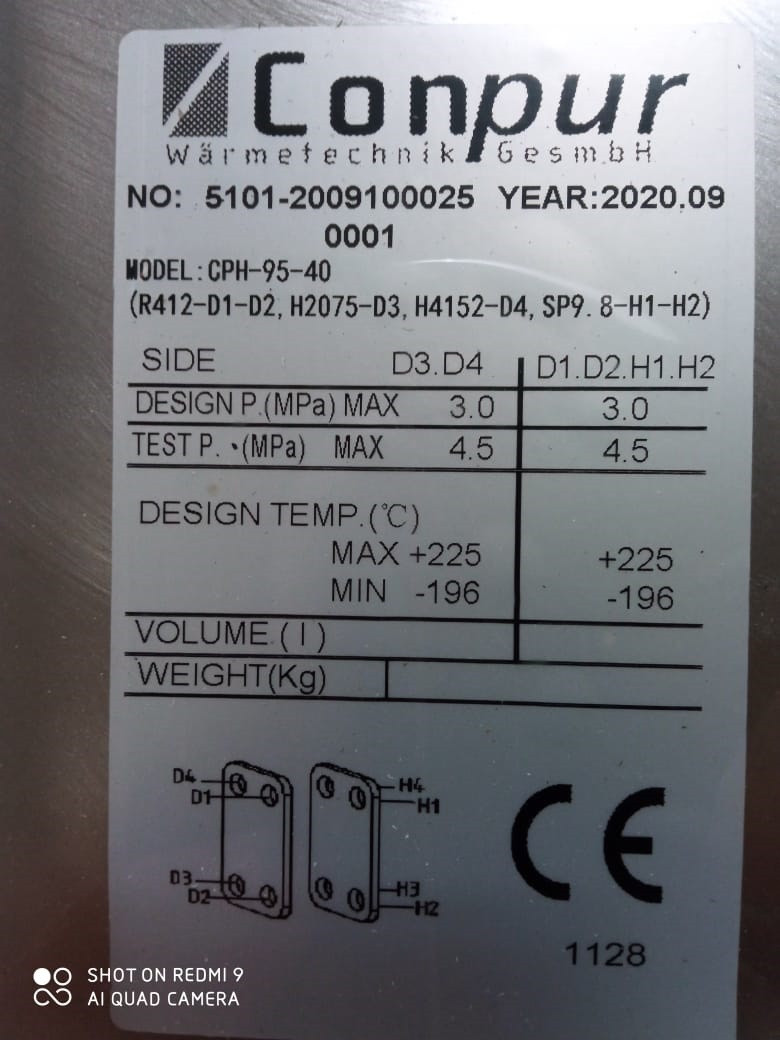 Conpur
Wärmetechnik GesmbH
NO: 5101-2009100025 YEAR:2020.09
0001
MODEL:CPH-95-40
(R412-D1-D2, H2075-D3, H4152-D4, SP9.8-H1-H2)
SIDE D3.D4 D1.D2.H1.H2
DESIGN P.(MPa) MAX 3.0 3.0
TEST P. (MPa) MAX 4.5 4.5
DESIGN TEMP.(℃)
MAX +225 +225
MIN -196 -196
VOLUME (l)
WEIGHT(Kg)
D4 H4
D1 H1
D3 H3
D2 H2
CE
1128
SHOT ON REDMI 9
AI QUAD CAMERA